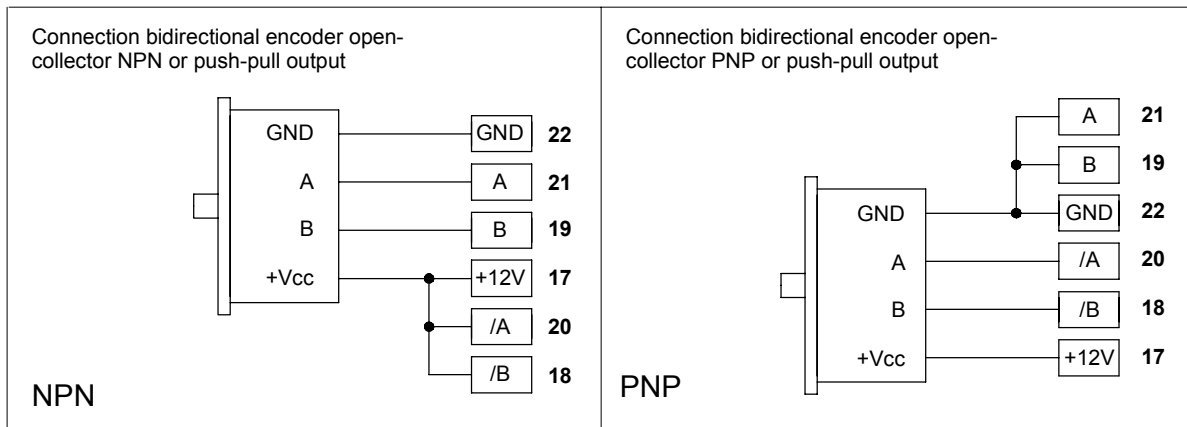 Connection bidirectional encoder open-
collector NPN or push-pull output
GND GND 22
A A 21
B B 19
+Vcc +12V 17
/A 20
/B 18
NPN
Connection bidirectional encoder open-
collector PNP or push-pull output
A 21
B 19
GND GND 22
A /A 20
B /B 18
+Vcc +12V 17
PNP